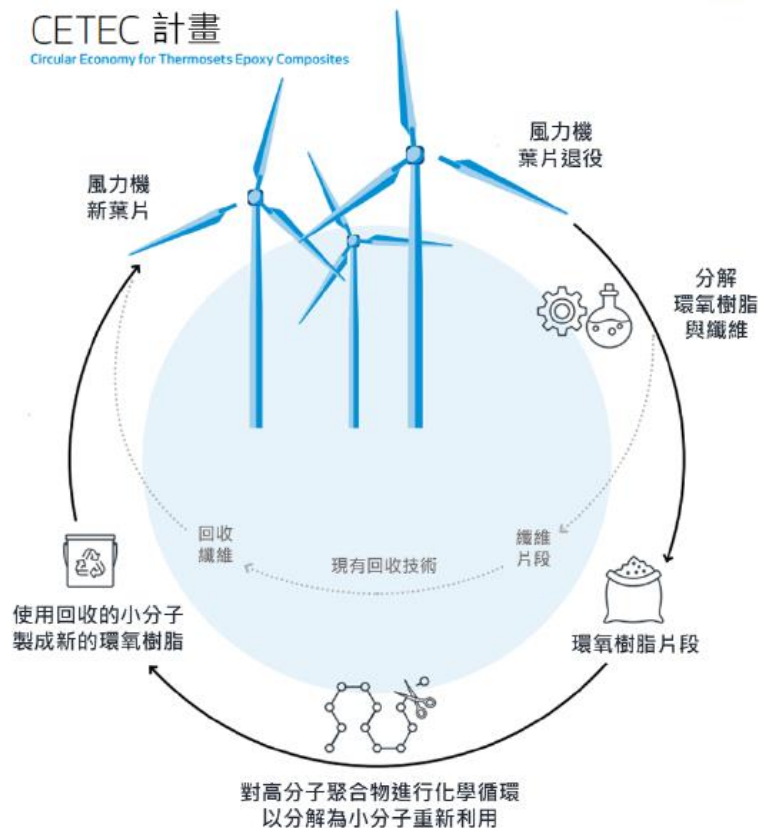 CETEC 計畫
Circular Economy for Thermosets Epoxy Composites
風力機
葉片退役
風力機
新葉片
分解
環氧樹脂
與纖維
回收
纖維
現有回收技術
纖維
片段
使用回收的小分子
製成新的環氧樹脂
環氧樹脂片段
對高分子聚合物進行化學循環
以分解為小分子重新利用